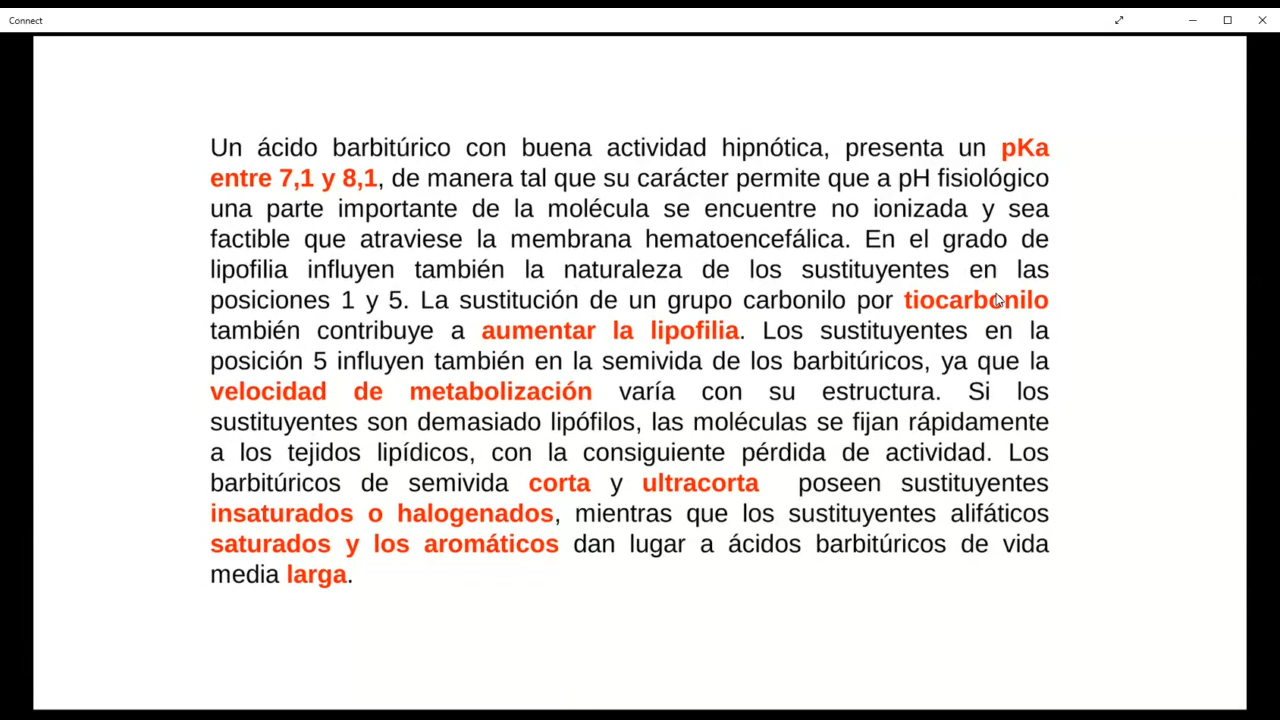 Connect
Un ácido barbitúrico con buena actividad hipnótica, presenta un pKa
entre 7,1 y 8,1, de manera tal que su carácter permite que a pH fisiológico
una parte importante de la molécula se encuentre no ionizada y sea
factible que atraviese la membrana hematoencefálica. En el grado de
lipofilia influyen también la naturaleza de los sustituyentes en las
posiciones 1 y 5. La sustitución de un grupo carbonilo por tiocarbonilo
también contribuye a aumentar la lipofilia. Los sustituyentes en la
posición 5 influyen también en la semivida de los barbitúricos, ya que la
velocidad de metabolización varía con su estructura. Si los
sustituyentes son demasiado lipófilos, las moléculas se fijan rápidamente
a los tejidos lipídicos, con la consiguiente pérdida de actividad. Los
barbitúricos de semivida corta y ultracorta poseen sustituyentes
insaturados o halogenados, mientras que los sustituyentes alifáticos
saturados y los aromáticos dan lugar a ácidos barbitúricos de vida
media larga.